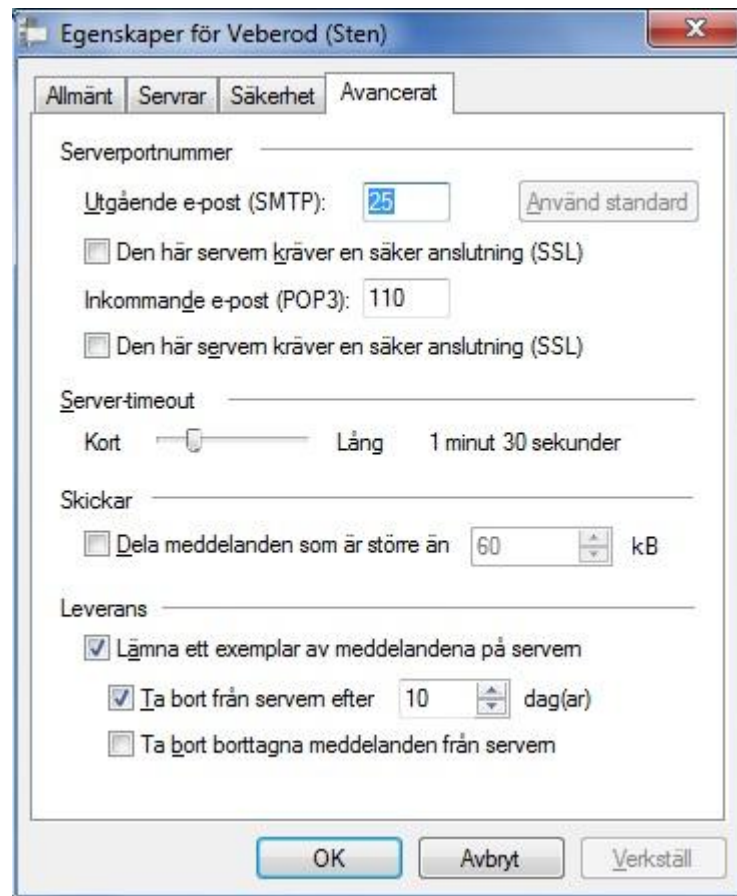 Egenskaper för Veberod (Sten)
Allmänt Servrar Säkerhet Avancerat
Serverportnummer
Utgående e-post (SMTP): 25 Använd standard
Den här servern kräver en säker anslutning (SSL)
Inkommande e-post (POP3): 110
Den här servern kräver en säker anslutning (SSL)
Server-timeout
Kort Lång 1 minut 30 sekunder
Skickar
Dela meddelanden som är större än 60 kB
Leverans
Lämna ett exemplar av meddelandena på servern
Ta bort från servern efter 10 dag(ar)
Ta bort borttagna meddelanden från servern
OK Avbryt Verkställ